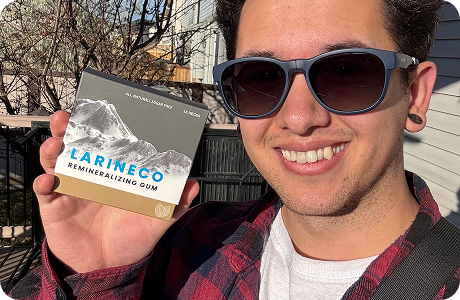 ALL NATURAL SUGAR FREE 12 PIECES
LARINECO
REMINERALIZING GUM